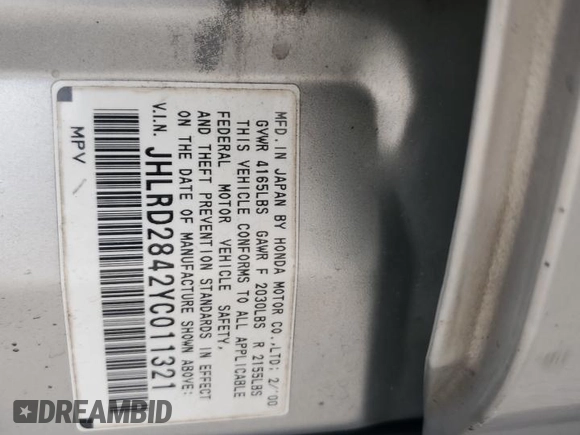 MFD. IN JAPAN BY HONDA MOTOR CO.,LTD; 2/'00
GVWR 4165LBS GAWR F 2030LBS R 2155LBS
THIS VEHICLE CONFORMS TO ALL APPLICABLE
FEDERAL MOTOR VEHICLE SAFETY,
AND THEFT PREVENTION STANDARDS IN EFFECT
ON THE DATE OF MANUFACTURE SHOWN ABOVE:
V.I.N. JHLRD2842YC011321
MPV
DREAMBID